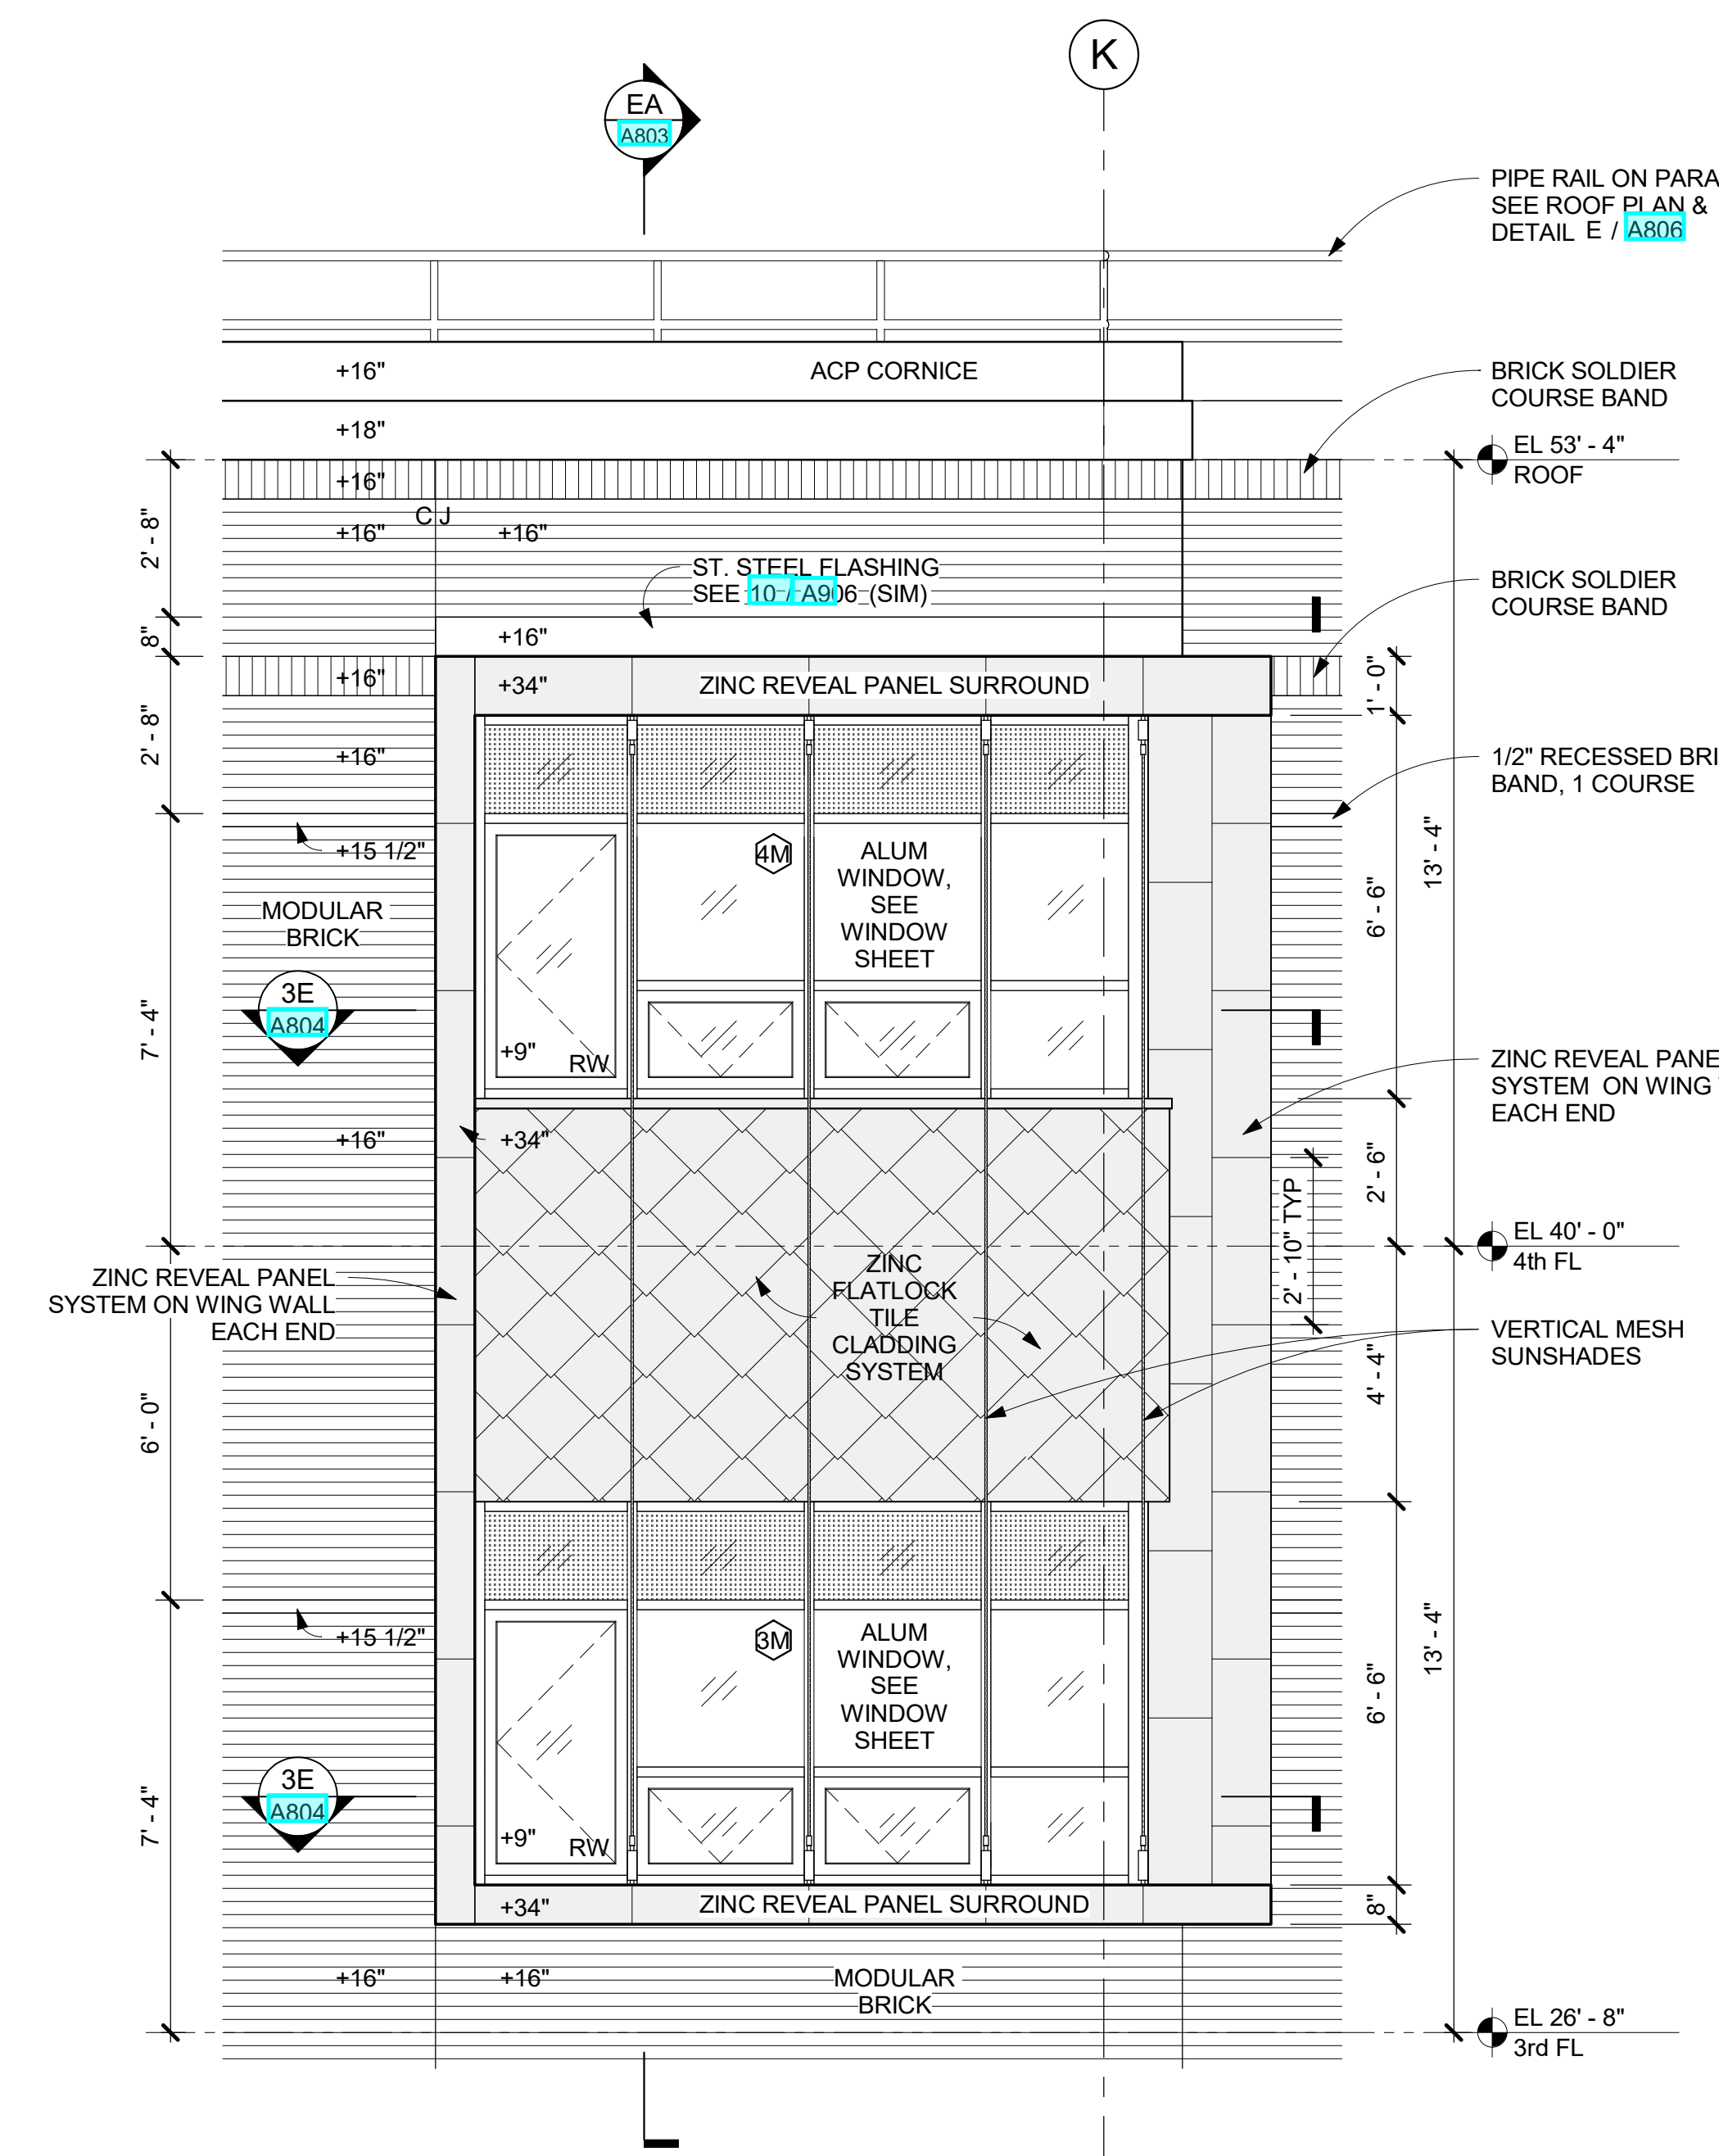 K
EA
A803
PIPE RAIL ON PARA
SEE ROOF PLAN &
DETAIL E / A806
+16"
ACP CORNICE
BRICK SOLDIER
COURSE BAND
+18"
EL 53' - 4"
ROOF
+16"
C J
+16"
+16"
2' - 8"
ST. STEEL FLASHING
SEE 10 / A906 (SIM)
BRICK SOLDIER
COURSE BAND
8"
+16"
+16"
+34"
ZINC REVEAL PANEL SURROUND
1' - 0"
2' - 8"
+16"
1/2" RECESSED BRI
BAND, 1 COURSE
+15 1/2"
4M
ALUM
WINDOW,
SEE
WINDOW
SHEET
13' - 4"
6' - 6"
MODULAR
BRICK
3E
A804
7' - 4"
+9"
RW
ZINC REVEAL PANE
SYSTEM ON WING
EACH END
+16"
+34"
2' - 6"
2' - 10" TYP
EL 40' - 0"
4th FL
ZINC REVEAL PANEL
SYSTEM ON WING WALL
EACH END
ZINC
FLATLOCK
TILE
CLADDING
SYSTEM
VERTICAL MESH
SUNSHADES
4' - 4"
6' - 0"
+15 1/2"
3M
ALUM
WINDOW,
SEE
WINDOW
SHEET
13' - 4"
6' - 6"
3E
A804
7' - 4"
+9"
RW
+34"
ZINC REVEAL PANEL SURROUND
8"
+16"
+16"
MODULAR
BRICK
EL 26' - 8"
3rd FL